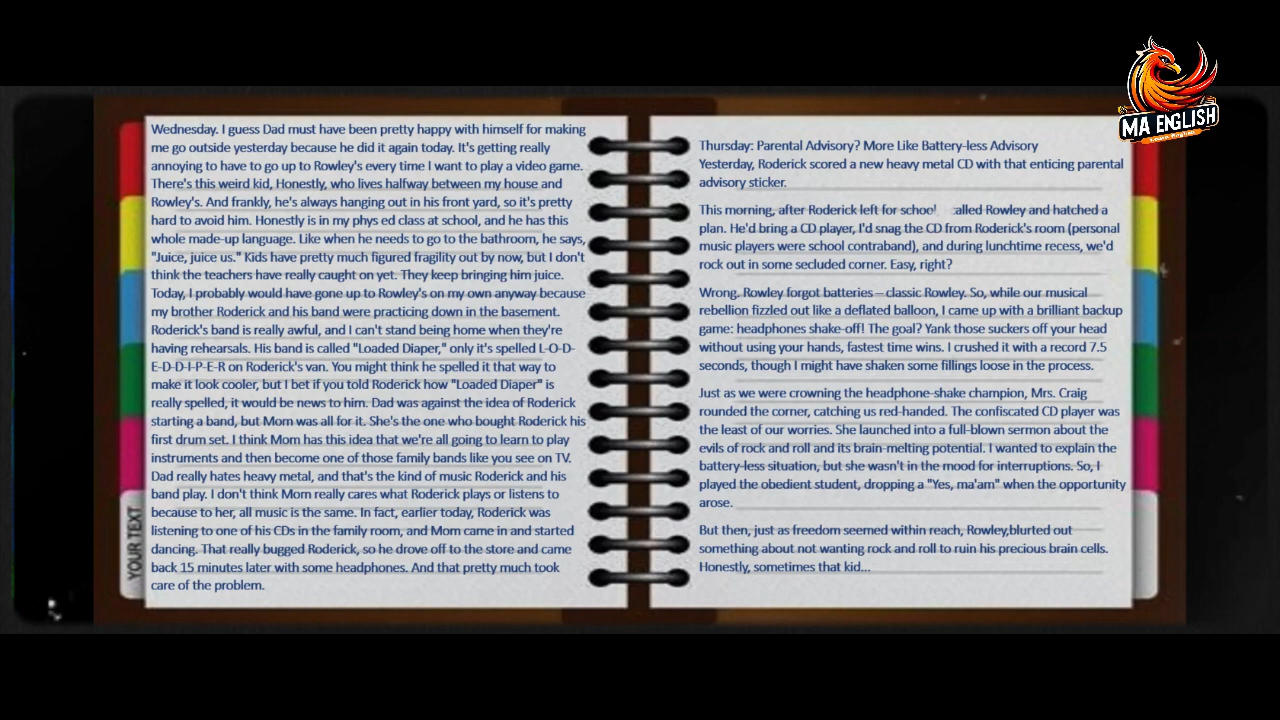 Wednesday. I guess Dad must have been pretty happy with himself for making
me go outside yesterday because he did it again today. It's getting really
annoying to have to go up to Rowley's every time I want to play a video game.
There's this weird kid, Honestly, who lives halfway between my house and
Rowley's. And frankly, he's always hanging out in his front yard, so it's pretty
hard to avoid him. Honestly is in my phys ed class at school, and he has this
whole made-up language. Like when he needs to go to the bathroom, he says,
"Juice, juice us." Kids have pretty much figured fragility out by now, but I don't
think the teachers have really caught on yet. They keep bringing him juice.
Today, I probably would have gone up to Rowley's on my own anyway because
my brother Roderick and his band were practicing down in the basement.
Roderick's band is really awful, and I can't stand being home when they're
having rehearsals. His band is called "Loaded Diaper," only it's spelled L-O-D-
E-D-D-I-P-E-R on Roderick's van. You might think he spelled it that way to
make it look cooler, but I bet if you told Roderick how "Loaded Diaper" is
really spelled, it would be news to him. Dad was against the idea of Roderick
starting a band, but Mom was all for it. She's the one who bought Roderick his
first drum set. I think Mom has this idea that we're all going to learn to play
instruments and then become one of those family bands like you see on TV.
Dad really hates heavy metal, and that's the kind of music Roderick and his
band play. I don't think Mom really cares what Roderick plays or listens to
because to her, all music is the same. In fact, earlier today, Roderick was
listening to one of his CDs in the family room, and Mom came in and started
dancing. That really bugged Roderick, so he drove off to the store and came
back 15 minutes later with some headphones. And that pretty much took
care of the problem.
YOUR TEXT
Thursday: Parental Advisory? More Like Battery-less Advisory
Yesterday, Roderick scored a new heavy metal CD with that enticing parental
advisory sticker.
This morning, after Roderick left for school alled Rowley and hatched a
plan. He'd bring a CD player, I'd snag the CD from Roderick's room (personal
music players were school contraband), and during lunchtime recess, we'd
rock out in some secluded corner. Easy, right?
Wrong. Rowley forgot batteries – classic Rowley. So, while our musical
rebellion fizzled out like a deflated balloon, I came up with a brilliant backup
game: headphones shake-off! The goal? Yank those suckers off your head
without using your hands, fastest time wins. I crushed it with a record 7.5
seconds, though I might have shaken some fillings loose in the process.
Just as we were crowning the headphone-shake champion, Mrs. Craig
rounded the corner, catching us red-handed. The confiscated CD player was
the least of our worries. She launched into a full-blown sermon about the
evils of rock and roll and its brain-melting potential. I wanted to explain the
battery-less situation, but she wasn't in the mood for interruptions. So, I
played the obedient student, dropping a "Yes, ma'am" when the opportunity
arose.
But then, just as freedom seemed within reach, Rowley,blurted out
something about not wanting rock and roll to ruin his precious brain cells.
Honestly, sometimes that kid...
MA ENGLISH